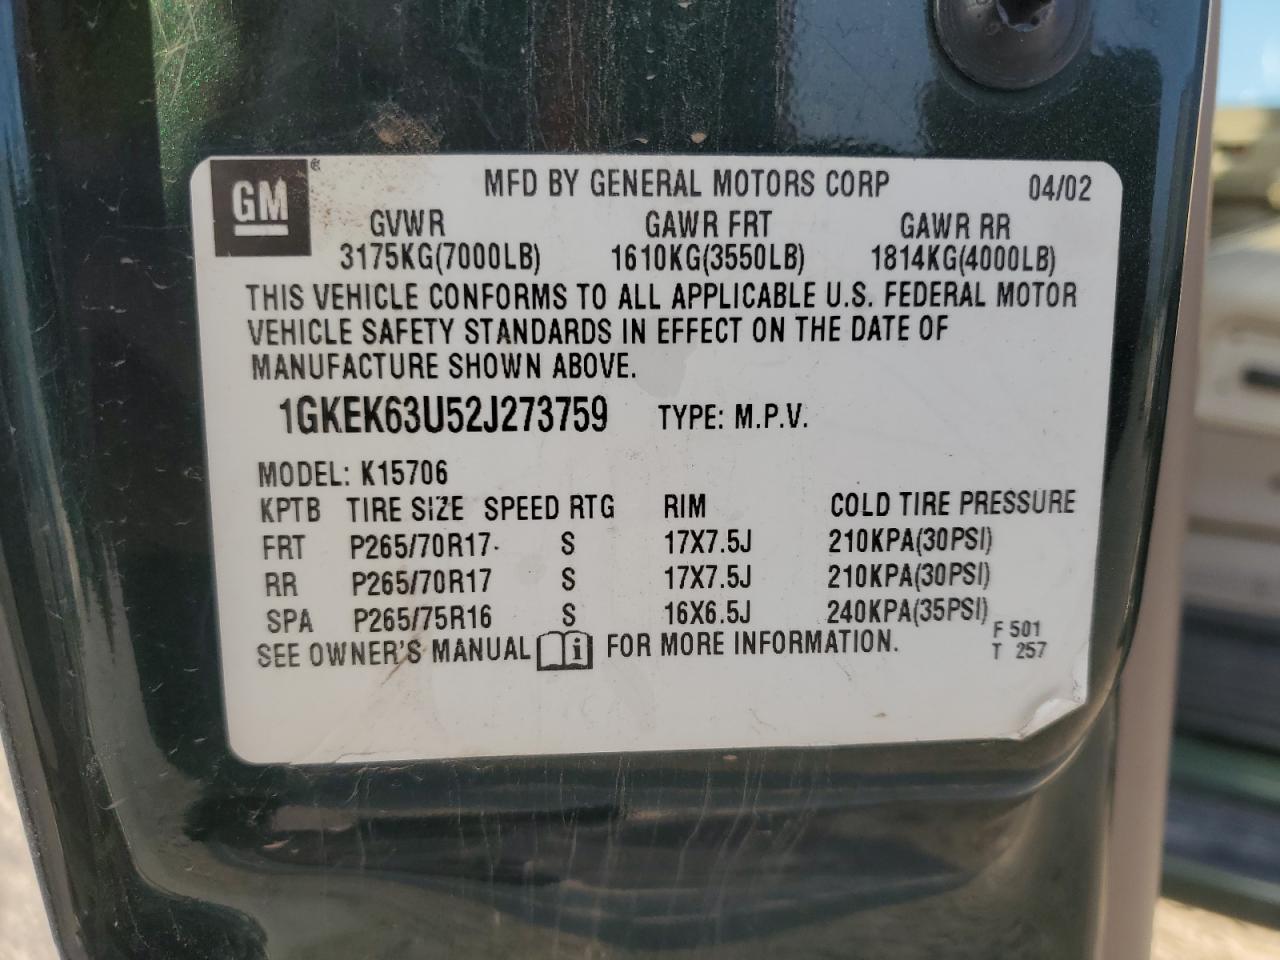 GM ®
MFD BY GENERAL MOTORS CORP 04/02
GVWR GAWR FRT GAWR RR
3175KG(7000LB) 1610KG(3550LB) 1814KG(4000LB)
THIS VEHICLE CONFORMS TO ALL APPLICABLE U.S. FEDERAL MOTOR
VEHICLE SAFETY STANDARDS IN EFFECT ON THE DATE OF
MANUFACTURE SHOWN ABOVE.
1GKEK63U52J273759 TYPE: M.P.V.
MODEL: K15706
KPTB TIRE SIZE SPEED RTG RIM COLD TIRE PRESSURE
FRT P265/70R17 S 17X7.5J 210KPA(30PSI)
RR P265/70R17 S 17X7.5J 210KPA(30PSI)
SPA P265/75R16 S 16X6.5J 240KPA(35PSI)
SEE OWNER'S MANUAL i FOR MORE INFORMATION.
F 501
T 257